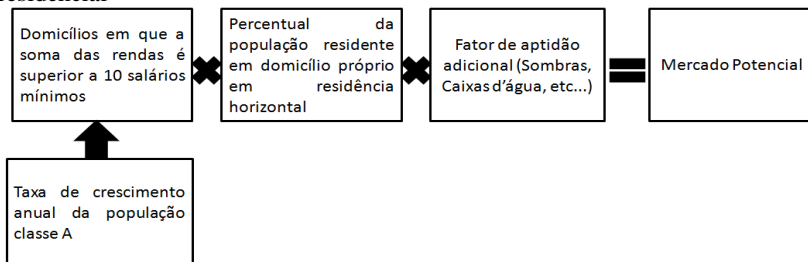 residencial
Domicílios em que a
soma das rendas é
superior a 10 salários
mínimos
Percentual da
população residente
em domicílio próprio
em residência
horizontal
Fator de aptidão
adicional (Sombras,
Caixas d'água, etc...)
Mercado Potencial
Taxa de crescimento
anual da população
classe A